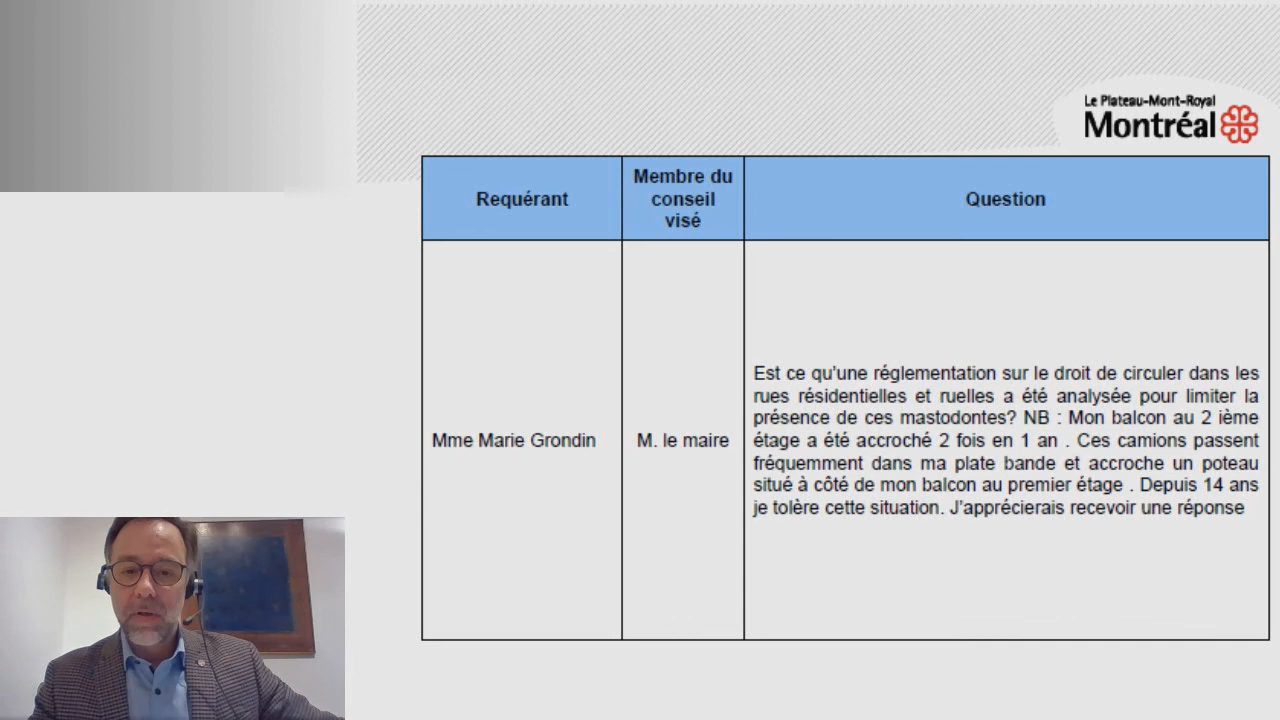 Le Plateau-Mont-Royal
Montréal
Requérant
Membre du
conseil
visé
Question
Mme Marie Grondin
M. le maire
Est ce qu'une réglementation sur le droit de circuler dans les
rues résidentielles et ruelles a été analysée pour limiter la
présence de ces mastodontes? NB : Mon balcon au 2 ième
étage a été accroché 2 fois en 1 an . Ces camions passent
fréquemment dans ma plate bande et accroche un poteau
situé à côté de mon balcon au premier étage . Depuis 14 ans
je tolère cette situation. J'apprécierais recevoir une réponse